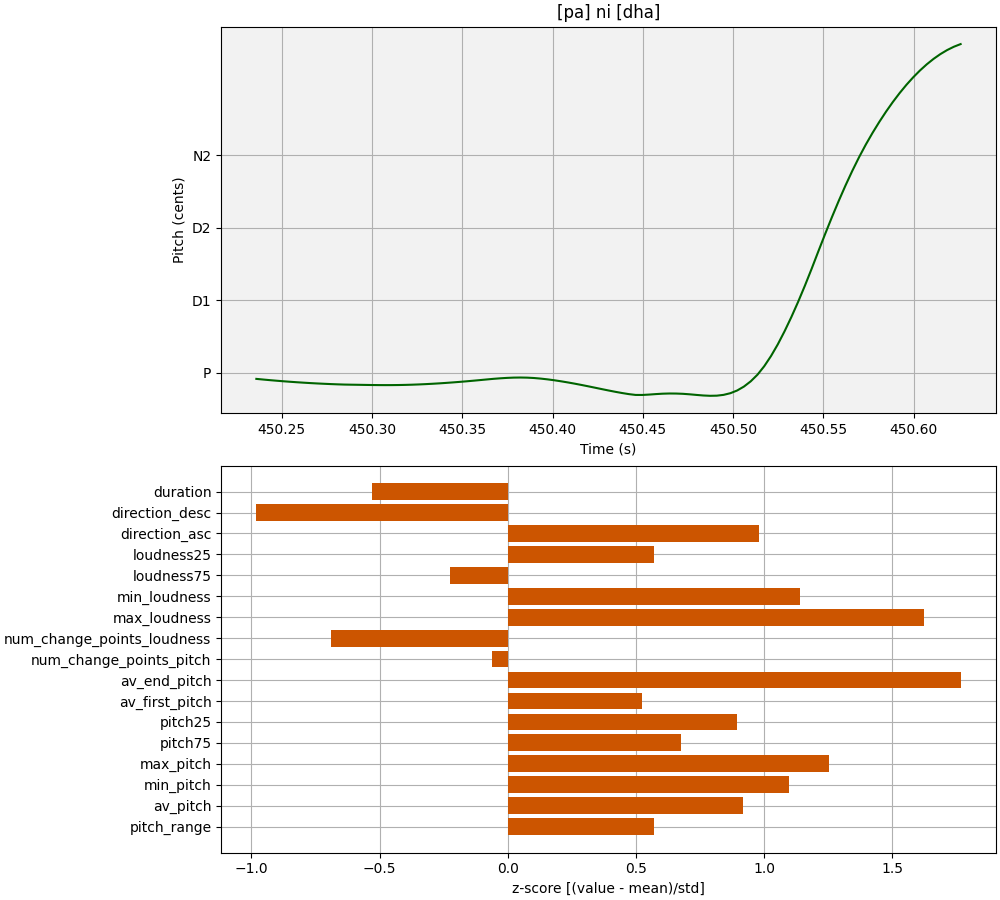 [pa] ni [dha]
N2
D2
D1
P
Pitch (cents)
450.25 450.30 450.35 450.40 450.45 450.50 450.55 450.60
Time (s)
duration
direction_desc
direction_asc
loudness25
loudness75
min_loudness
max_loudness
num_change_points_loudness
num_change_points_pitch
av_end_pitch
av_first_pitch
pitch25
pitch75
max_pitch
min_pitch
av_pitch
pitch_range
−1.0 −0.5 0.0 0.5 1.0 1.5
z-score [(value - mean)/std]